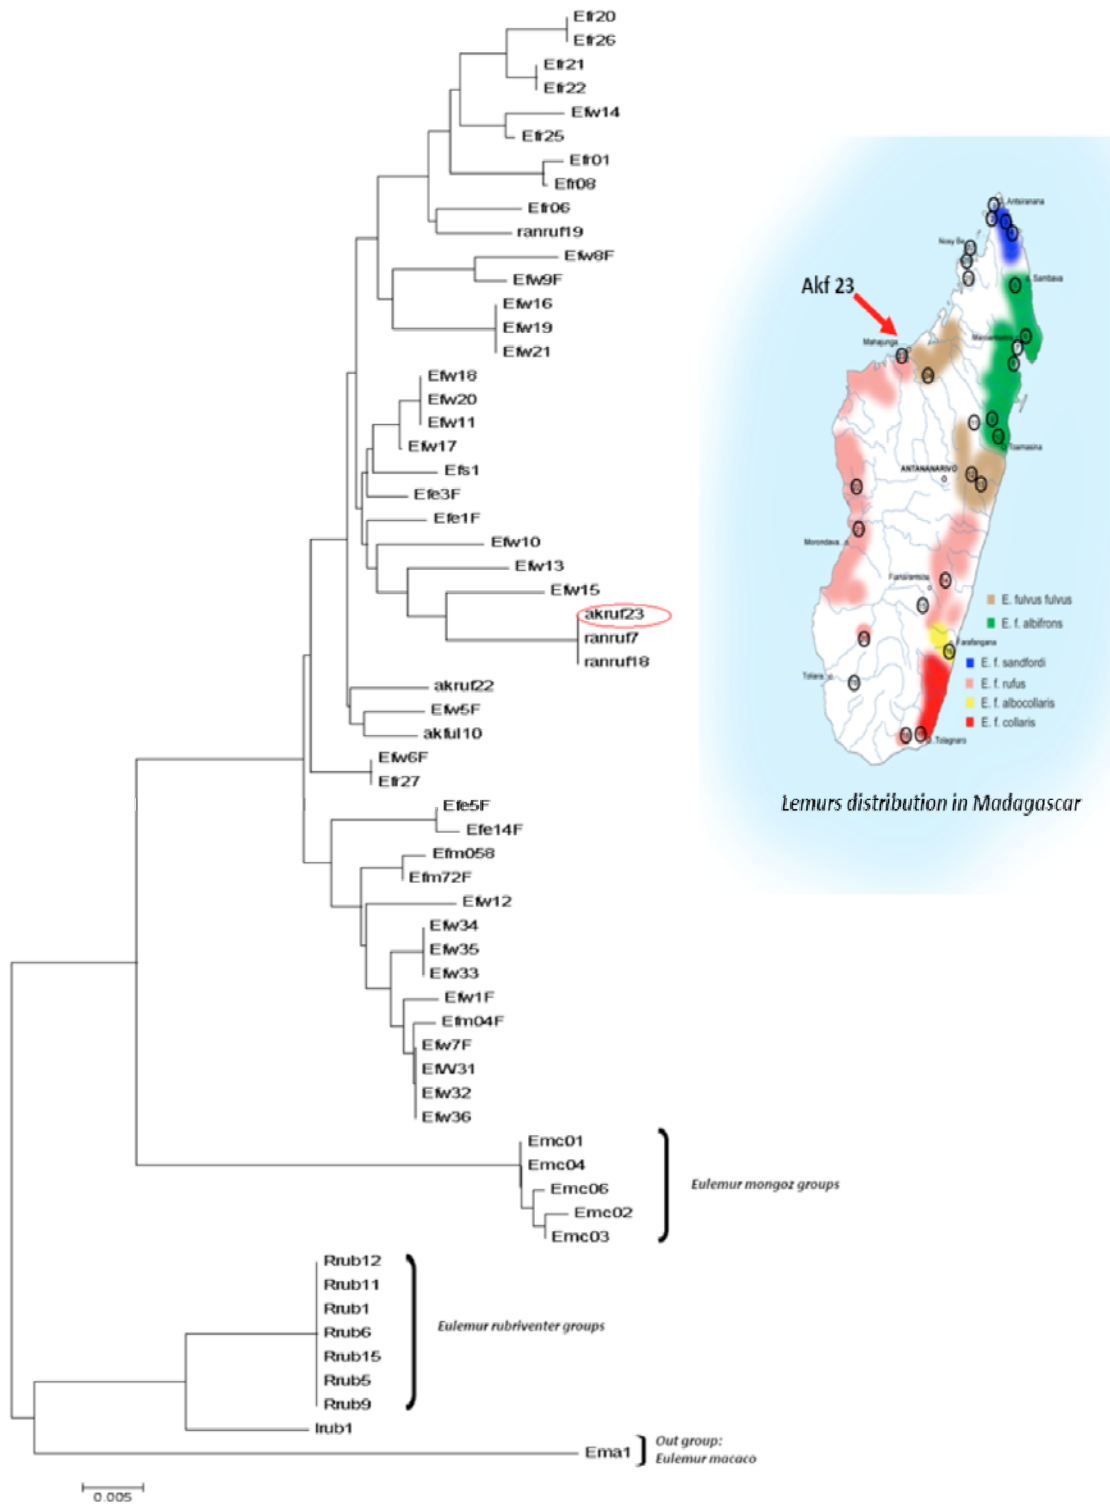 Efr20
Efr26
Efr21
Efr22
Efw14
Efr25
Efr01
Efr08
Efr06
ranruf19
Efw8F
Efw9F
Efw16
Efw19
Efw21
Efw18
Efw20
Efw11
Efw17
Efs1
Efe3F
Efe1F
Efw10
Efw13
Efw15
akruf23
ranruf7
ranruf18
akruf22
Efw5F
akful10
Efw6F
Efr27
Efe5F
Efe14F
Efm058
Efm72F
Efw12
Efw34
Efw35
Efw33
Efw1F
Efm04F
Efw7F
EfW31
Efw32
Efw36
Emc01
Emc04
Emc06
Emc02
Emc03
Eulemur mongoz groups
Rrub12
Rrub11
Rrub1
Rrub6
Rrub15
Rrub5
Rrub9
Eulemur rubriventer groups
Irub1
Ema1
Out group:
Eulemur macaco
0.005
Akf 23
Antsiranana
Nosy Be
Sambava
Mahajunga
Toamasina
ANTANANARIVO
Morondava
Farafangana
Toliara
Tolagnaro
E. fulvus fulvus
E. f. albifrons
E. f. sandfordi
E. f. rufus
E. f. albocollaris
E. f. collaris
Lemurs distribution in Madagascar